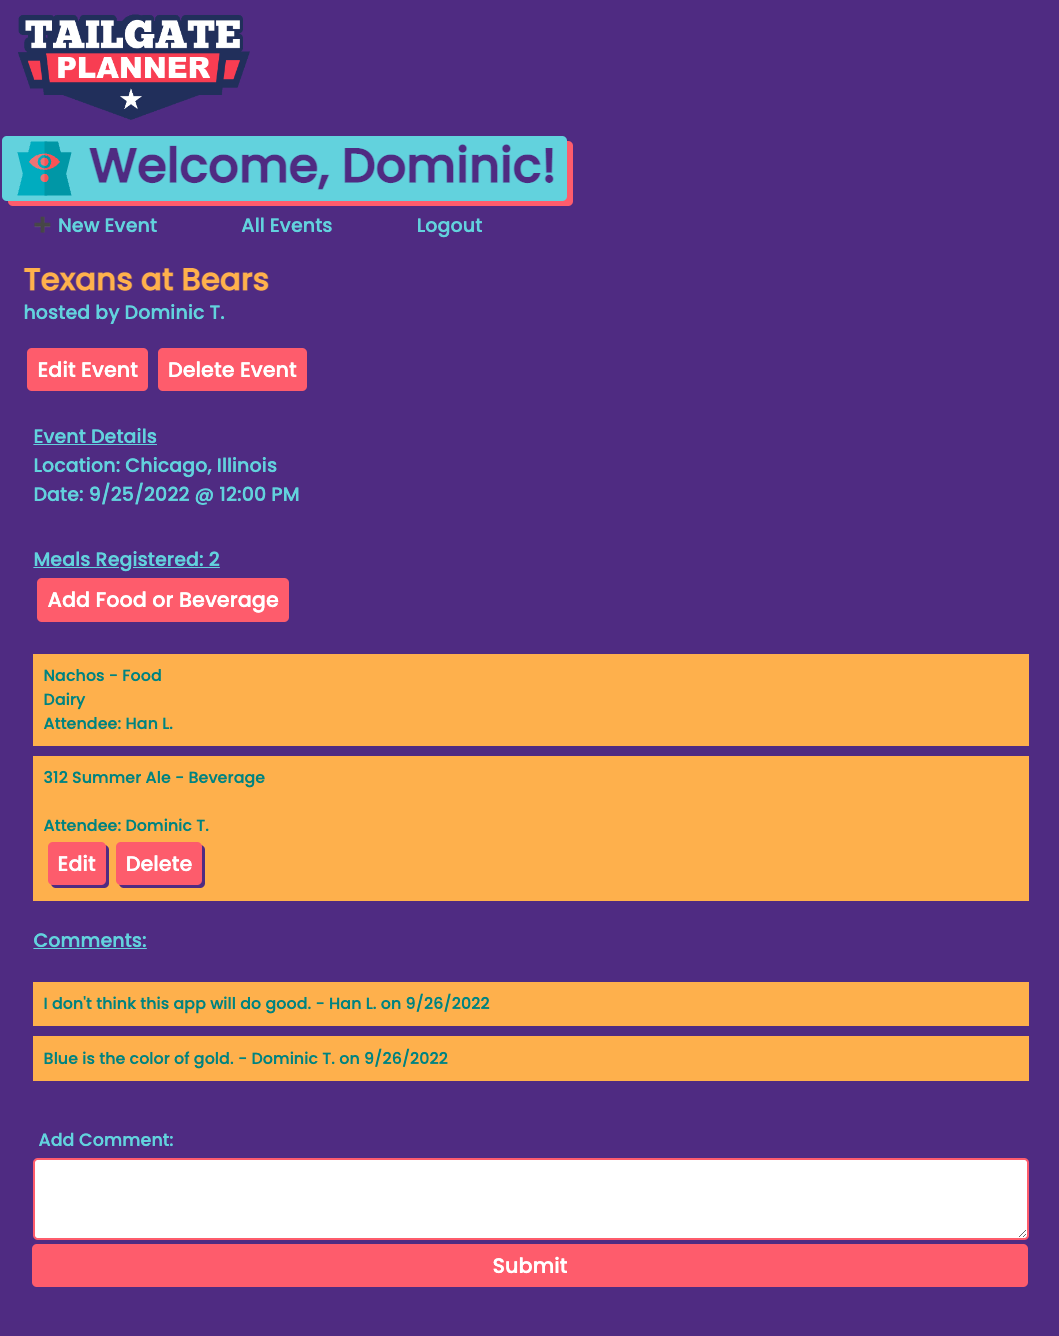 TAILGATE
PLANNER
Welcome, Dominic!
New Event All Events Logout
Texans at Bears
hosted by Dominic T.
Edit Event Delete Event
Event Details
Location: Chicago, Illinois
Date: 9/25/2022 @ 12:00 PM
Meals Registered: 2
Add Food or Beverage
Nachos - Food
Dairy
Attendee: Han L.
312 Summer Ale - Beverage
Attendee: Dominic T.
Edit Delete
Comments:
I don't think this app will do good. - Han L. on 9/26/2022
Blue is the color of gold. - Dominic T. on 9/26/2022
Add Comment:
Submit